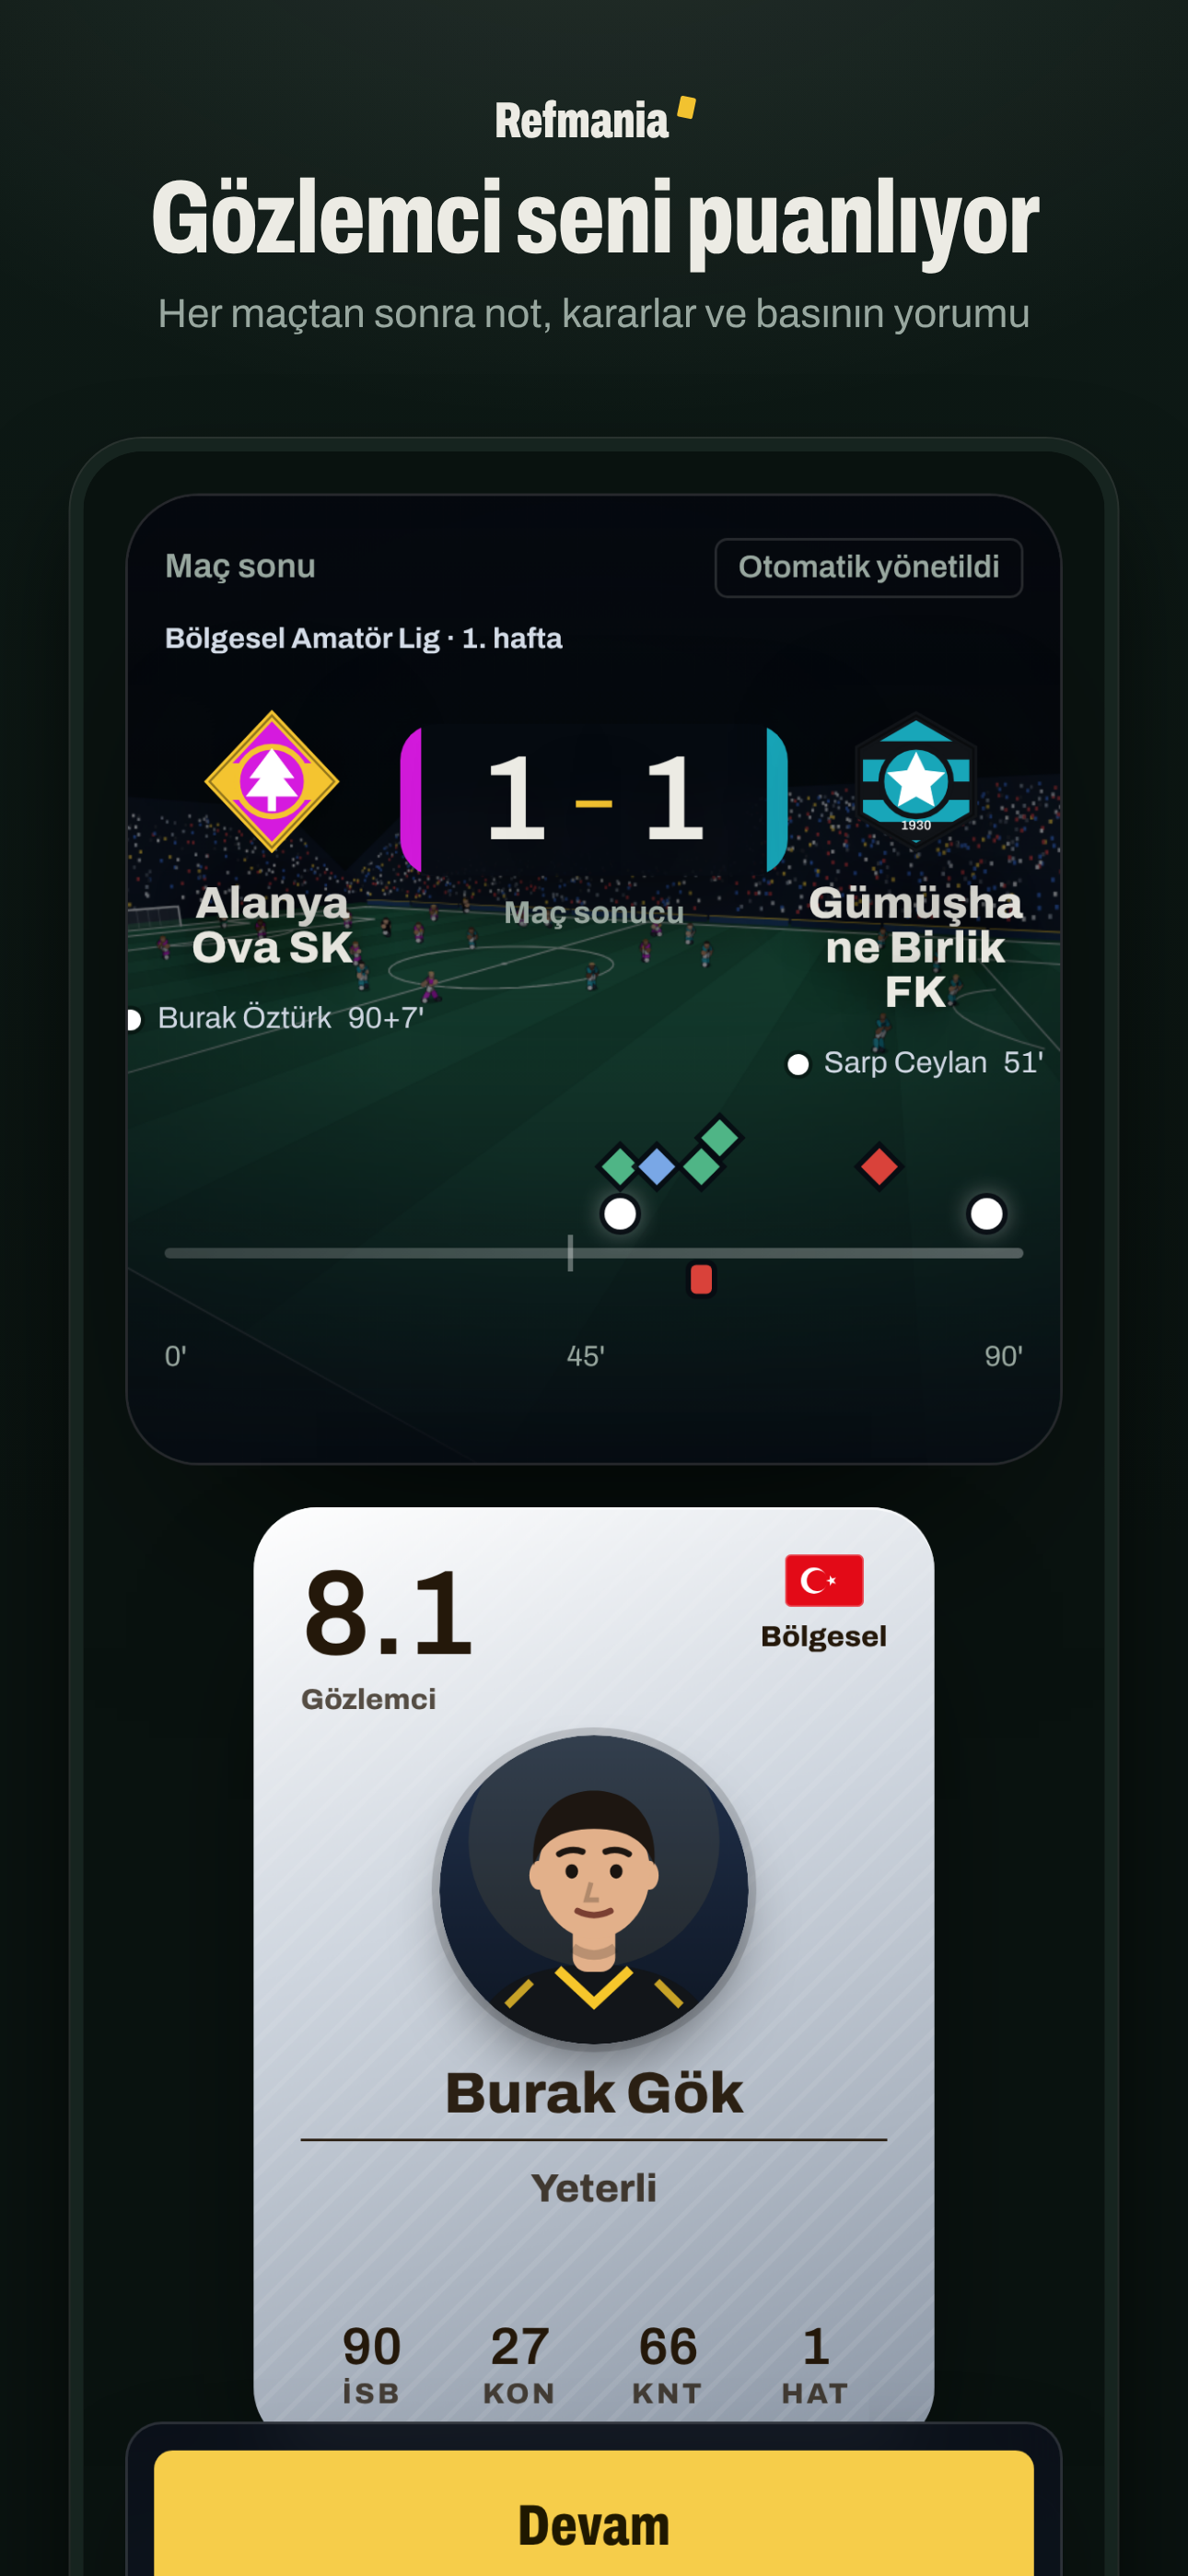 Refmania
Gözlemci seni puanlıyor
Her maçtan sonra not, kararlar ve basının yorumu
Maç sonu
Otomatik yönetildi
Bölgesel Amatör Lig · 1. hafta
1 – 1
1930
Maç sonucu
Alanya
Ova SK
Gümüşha
ne Birlik
FK
Burak Öztürk 90+7'
Sarp Ceylan 51'
0' 45' 90'
8.1
Gözlemci
Bölgesel
Burak Gök
Yeterli
90 27 66 1
İSB KON KNT HAT
Devam